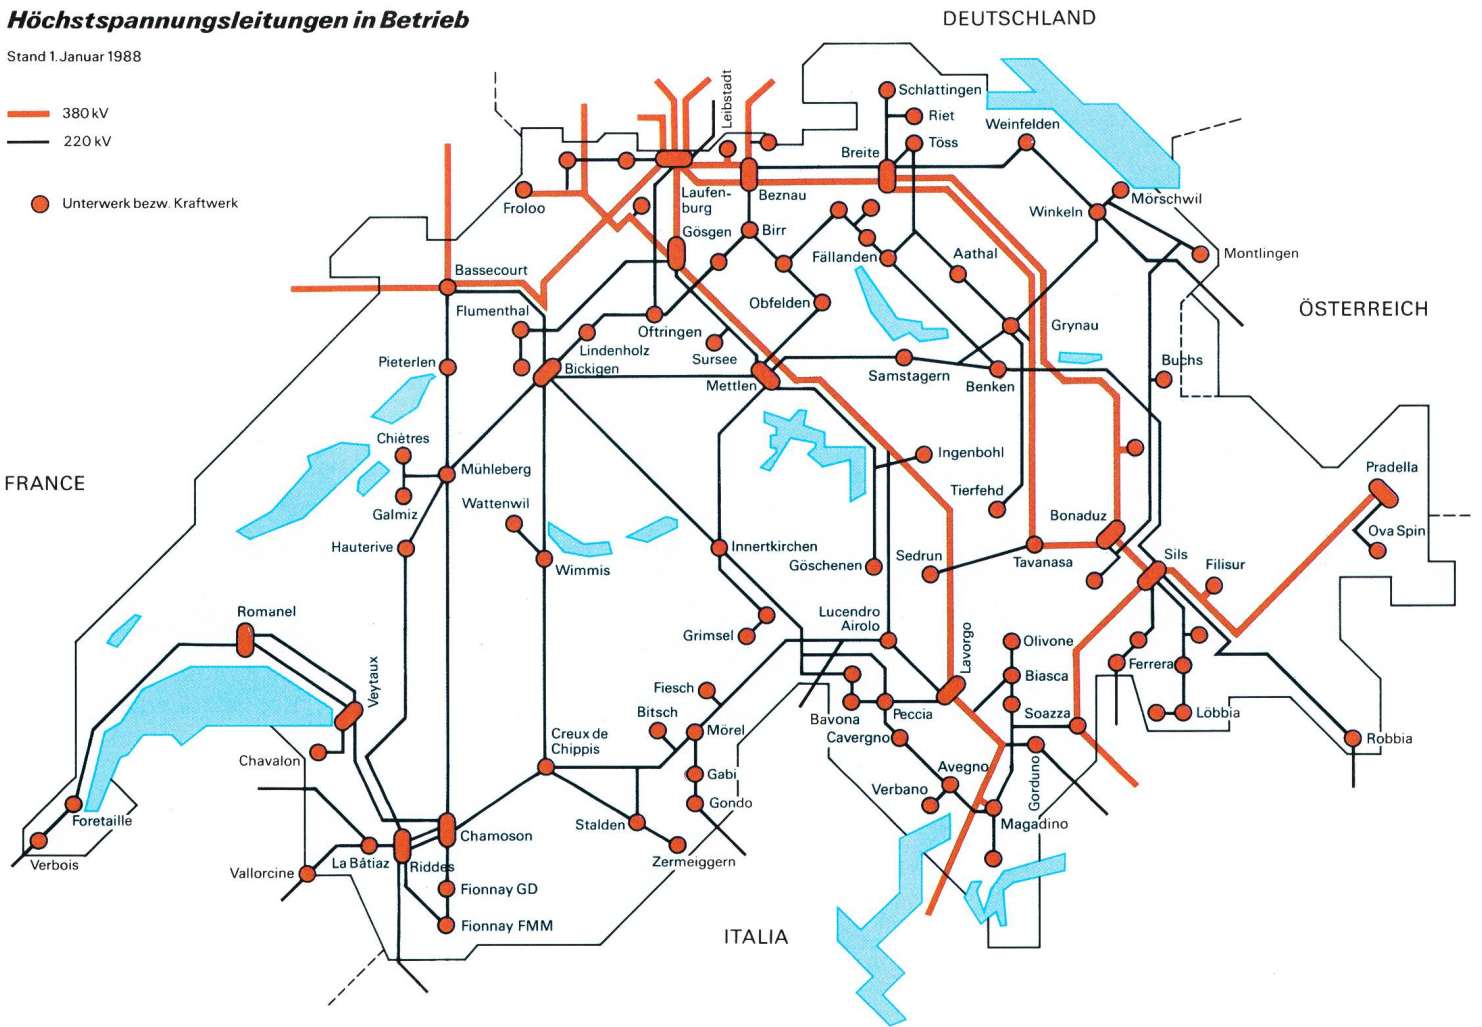 Höchstspannungsleitungen in Betrieb
Stand 1. Januar 1988
380 kV
220 kV
Unterwerk bezw. Kraftwerk
DEUTSCHLAND
Leibstadt
Schlattingen
Riet
Weinfelden
Töss
Breite
Froloo
Laufen-
burg
Beznau
Winkeln
Mörschwil
Gösgen
Birr
Fällanden
Aathal
Montlingen
Bassecourt
Flumenthal
Obfelden
ÖSTERREICH
Oftringen
Grynau
Lindenholz
Sursee
Pieterlen
Bickigen
Mettlen
Samstagern
Benken
Buchs
Chiètres
Mühleberg
Ingenbohl
Pradella
FRANCE
Wattenwil
Tierfehd
Galmiz
Bonaduz
Ova Spin
Hauterive
Innertkirchen
Göschenen
Sedrun
Tavanasa
Sils
Filisur
Wimmis
Romanel
Grimsel
Lucendro
Airolo
Lavorgo
Olivone
Ferrera
Veytaux
Fiesch
Biasca
Bitsch
Bavona
Peccia
Soazza
Löbbia
Creux de
Chippis
Mörel
Cavergno
Robbia
Chavalon
Gabi
Avegno
Gorduno
Verbano
Gondo
Foretaille
Stalden
Magadino
Chamoson
Verbois
La Bâtiaz
Riddes
Zermeiggern
Vallorcine
Fionnay GD
Fionnay FMM
ITALIA